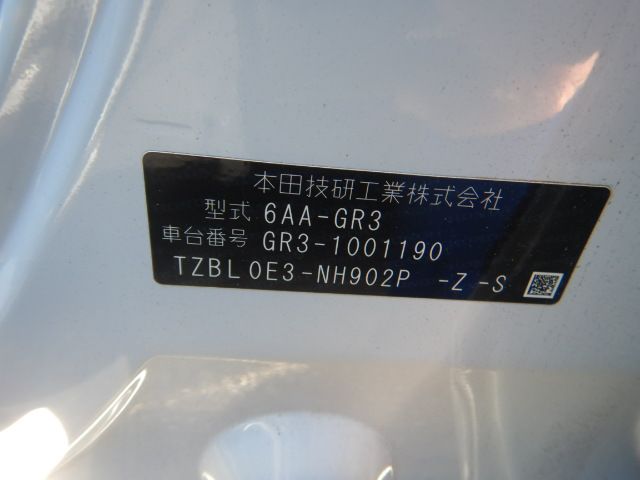 本田技研工業株式会社
型式 6AA-GR3
車台番号 GR3-1001190
TZBL0E3-NH902P -Z -S